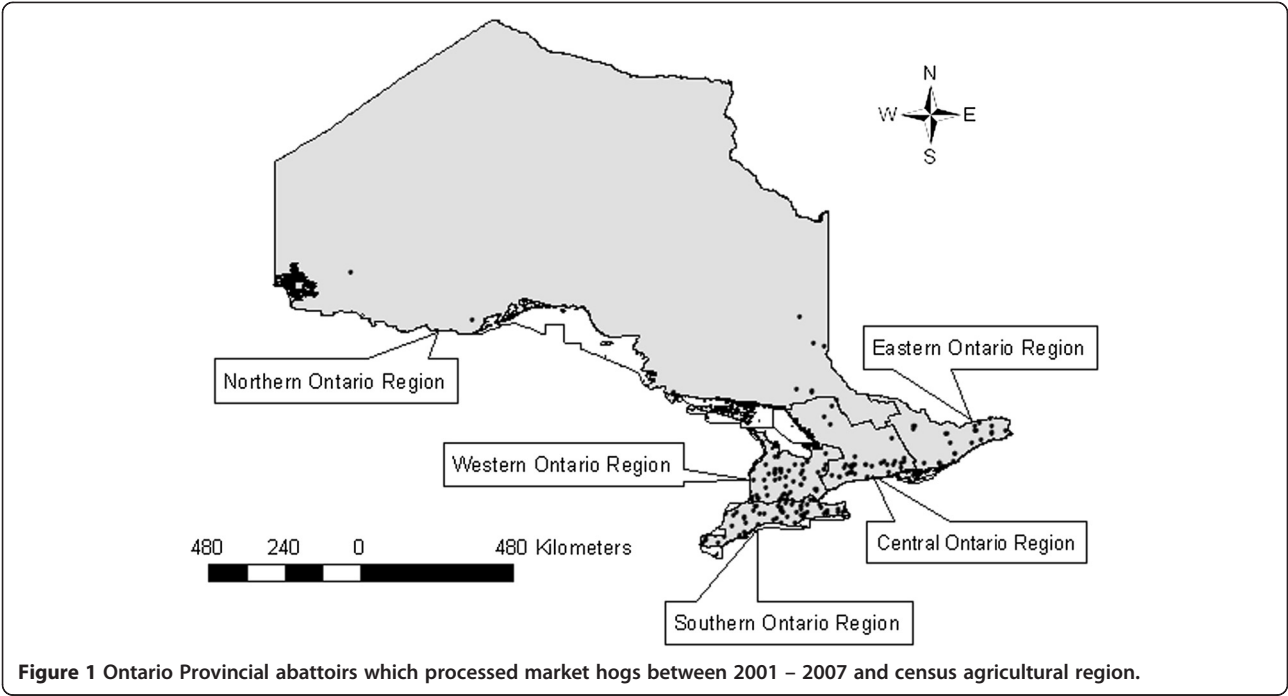 N
W E
S
Eastern Ontario Region
Northern Ontario Region
Western Ontario Region
Central Ontario Region
480 240 0 480 Kilometers
Southern Ontario Region
Figure 1 Ontario Provincial abattoirs which processed market hogs between 2001 – 2007 and census agricultural region.